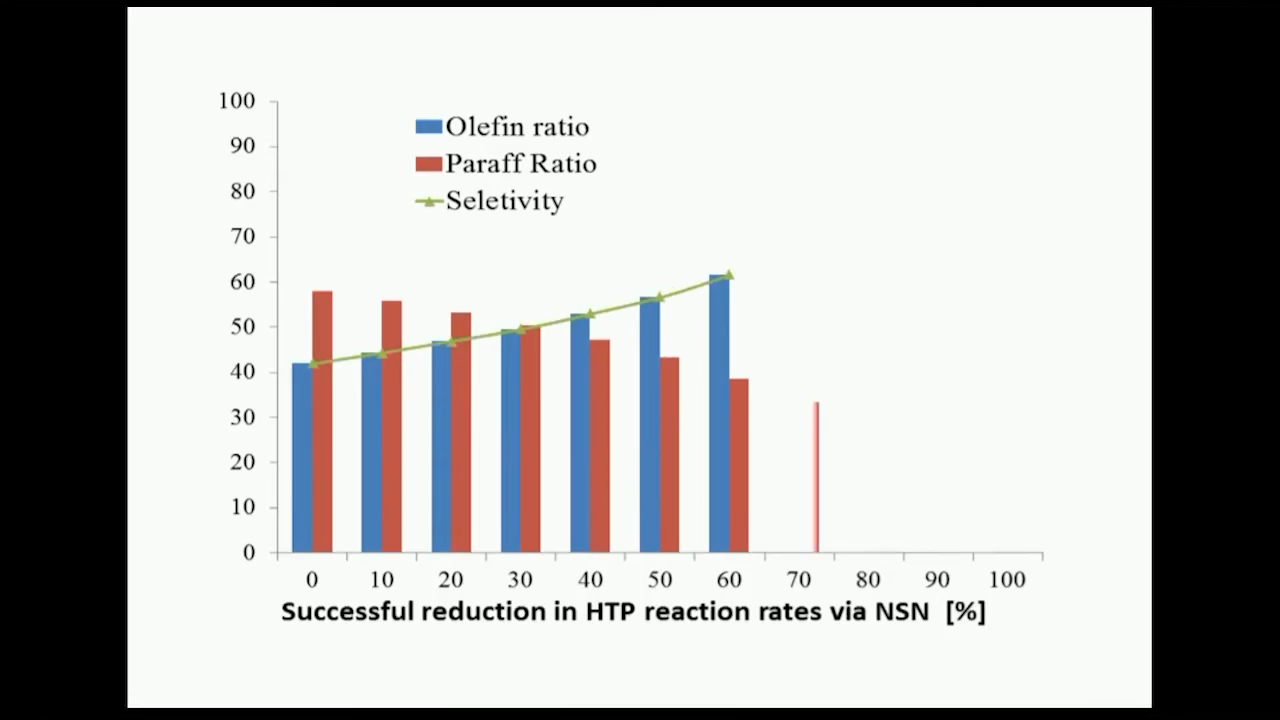 Olefin ratio
Paraff Ratio
Seletivity
100
90
80
70
60
50
40
30
20
10
0
0 10 20 30 40 50 60 70 80 90 100
Successful reduction in HTP reaction rates via NSN [%]